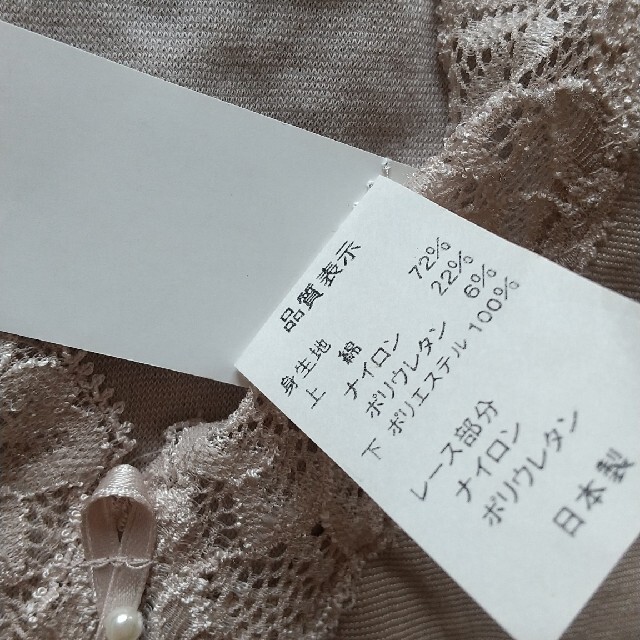 品質表示
身生地
上 綿 72%
ナイロン 22%
ポリウレタン 6%
下 ポリエステル 100%
レース部分
ナイロン
ポリウレタン
日本製